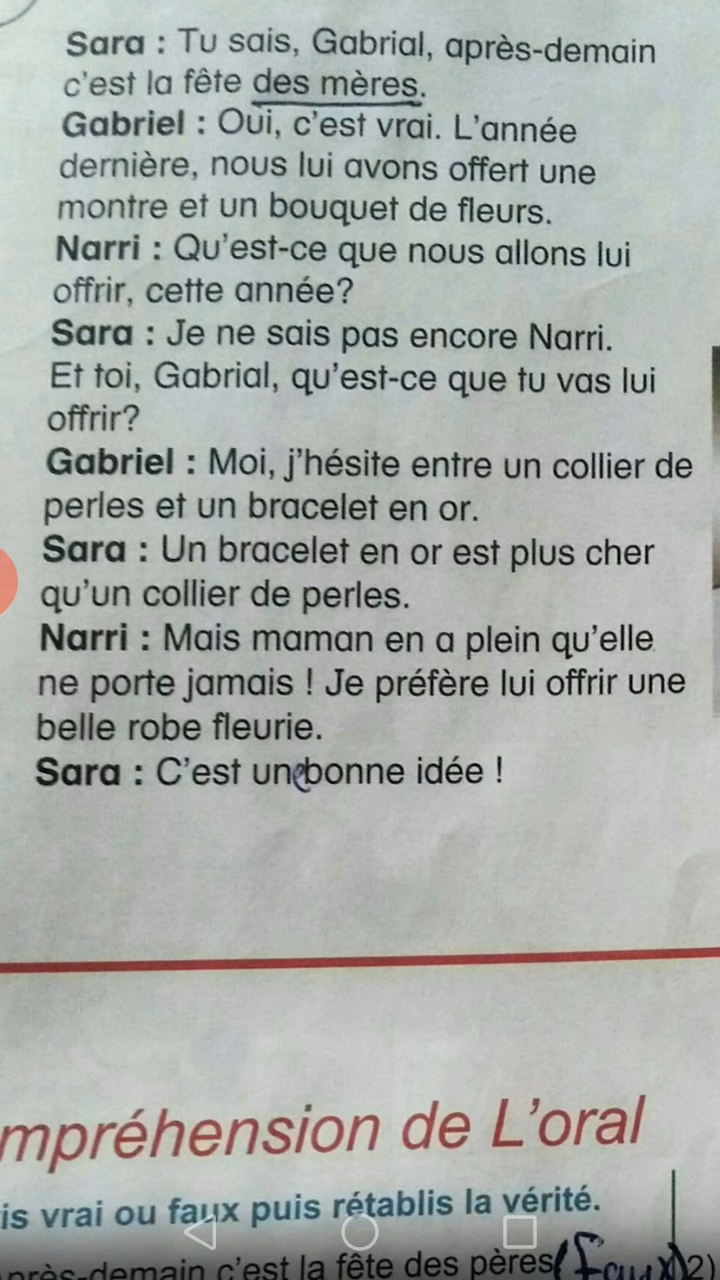 Sara : Tu sais, Gabrial, après-demain
c'est la fête des mères.
Gabriel : Oui, c'est vrai. L'année
dernière, nous lui avons offert une
montre et un bouquet de fleurs.
Narri : Qu'est-ce que nous allons lui
offrir, cette année?
Sara : Je ne sais pas encore Narri.
Et toi, Gabrial, qu'est-ce que tu vas lui
offrir?
Gabriel : Moi, j'hésite entre un collier de
perles et un bracelet en or.
Sara : Un bracelet en or est plus cher
qu'un collier de perles.
Narri : Mais maman en a plein qu'elle
ne porte jamais ! Je préfère lui offrir une
belle robe fleurie.
Sara : C'est une bonne idée !
mpréhension de L'oral
is vrai ou faux puis rétablis la vérité.
près-demain c'est la fête des pères (Faux) 2)